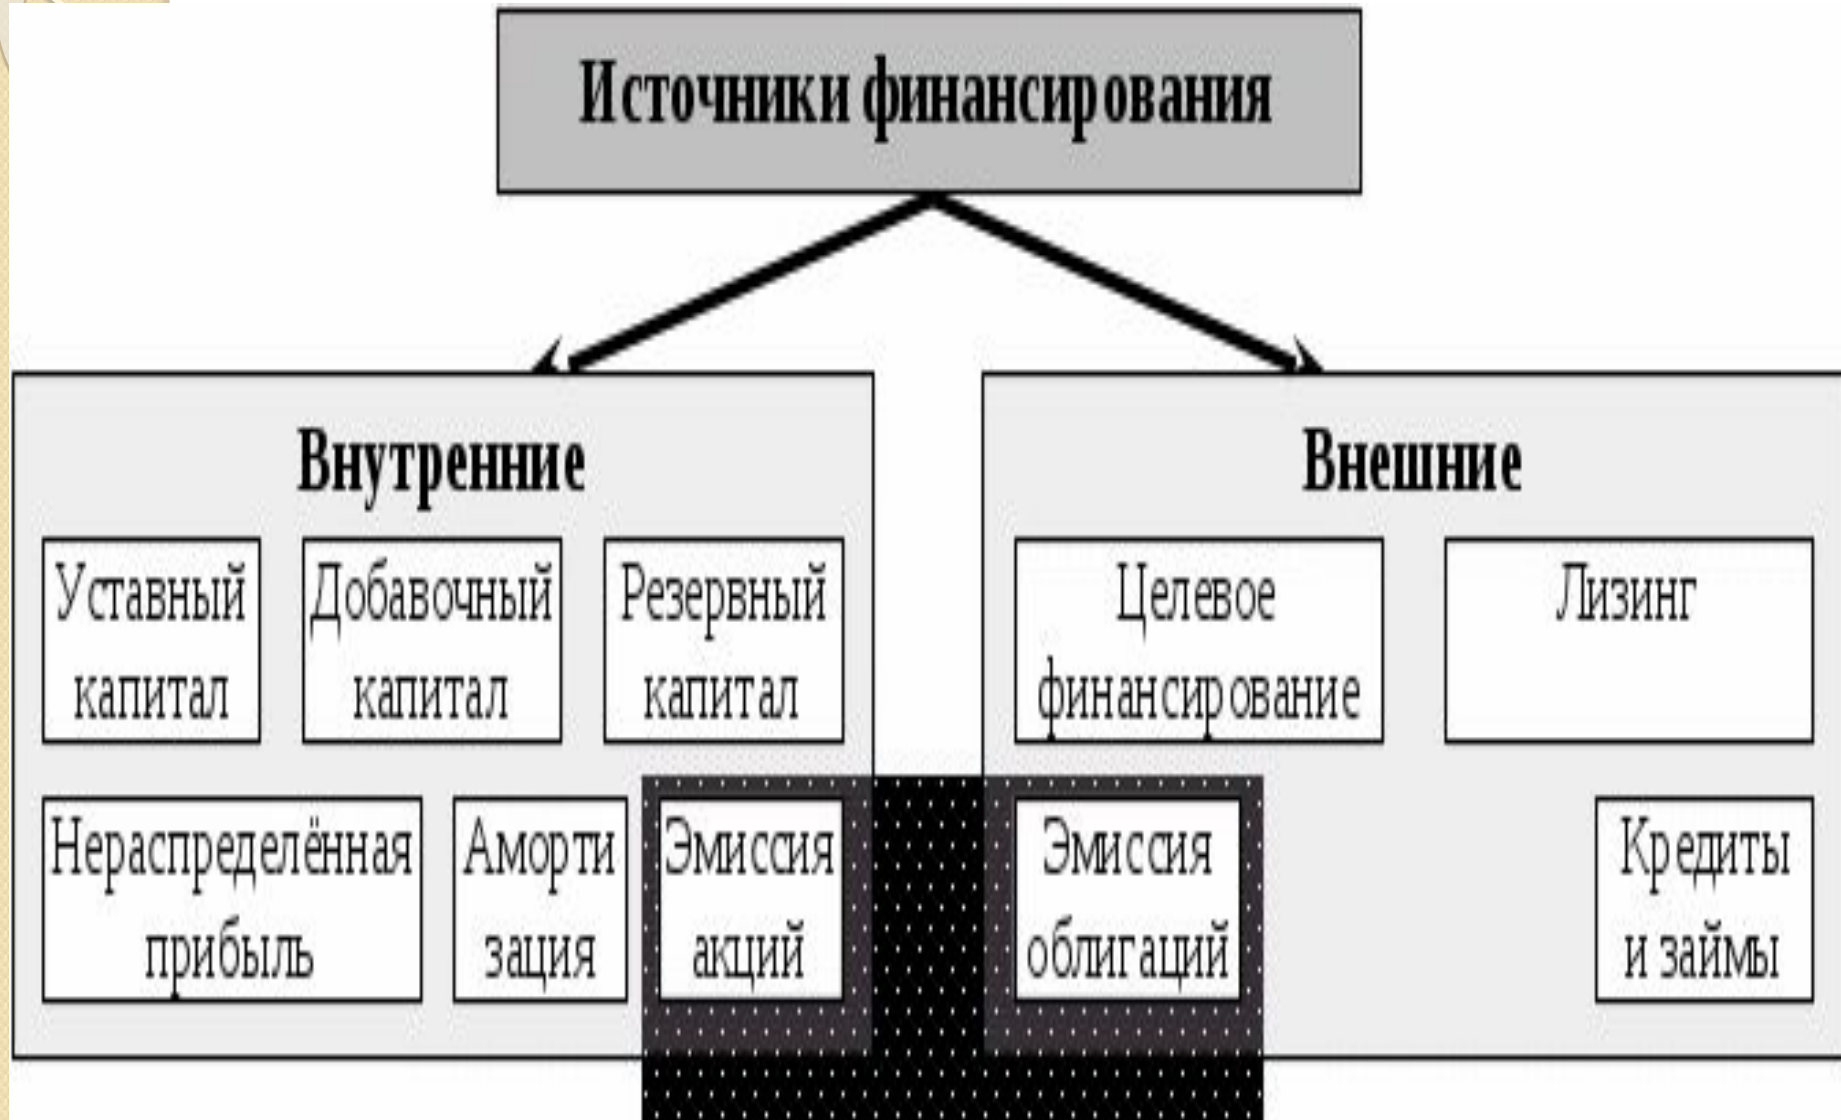 Источники финансирования
Внутренние
Уставный
капитал
Добавочный
капитал
Резервный
капитал
Нераспределённая
прибыль
Аморти
зация
Эмиссия
акций
Внешние
Целевое
финансирование
Лизинг
Эмиссия
облигаций
Кредиты
и займы